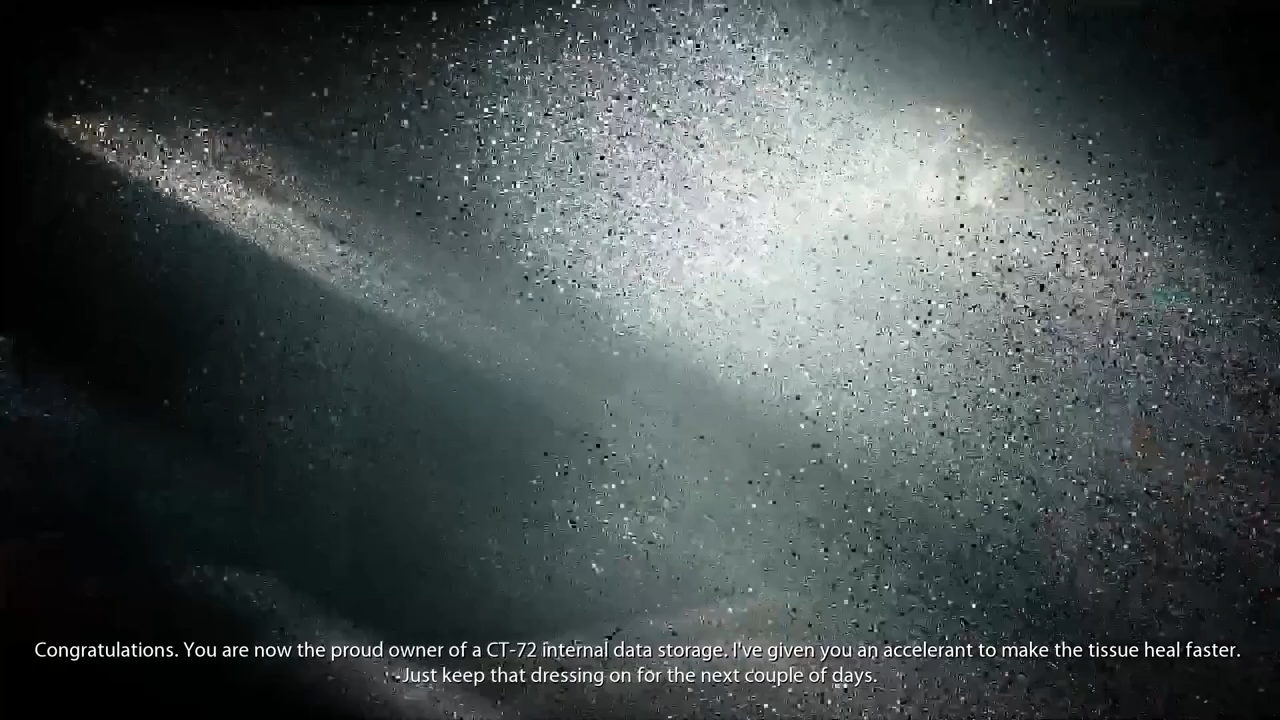 Congratulations. You are now the proud owner of a CT-72 internal data storage. I've given you an accelerant to make the tissue heal faster.
Just keep that dressing on for the next couple of days.